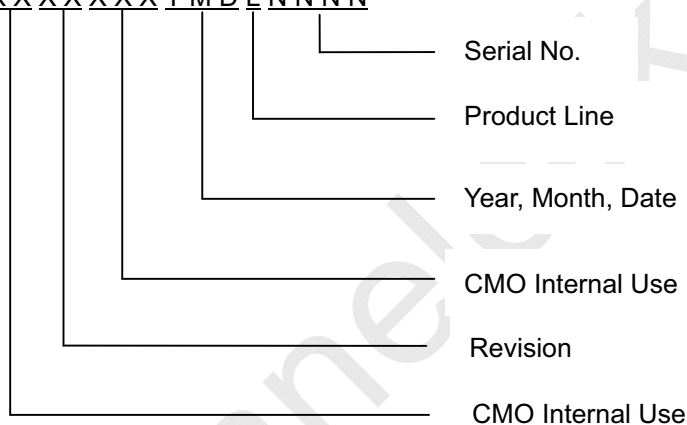 X X X X X X X Y M D L N N N N
Serial No.
Product Line
Year, Month, Date
CMO Internal Use
Revision
CMO Internal Use